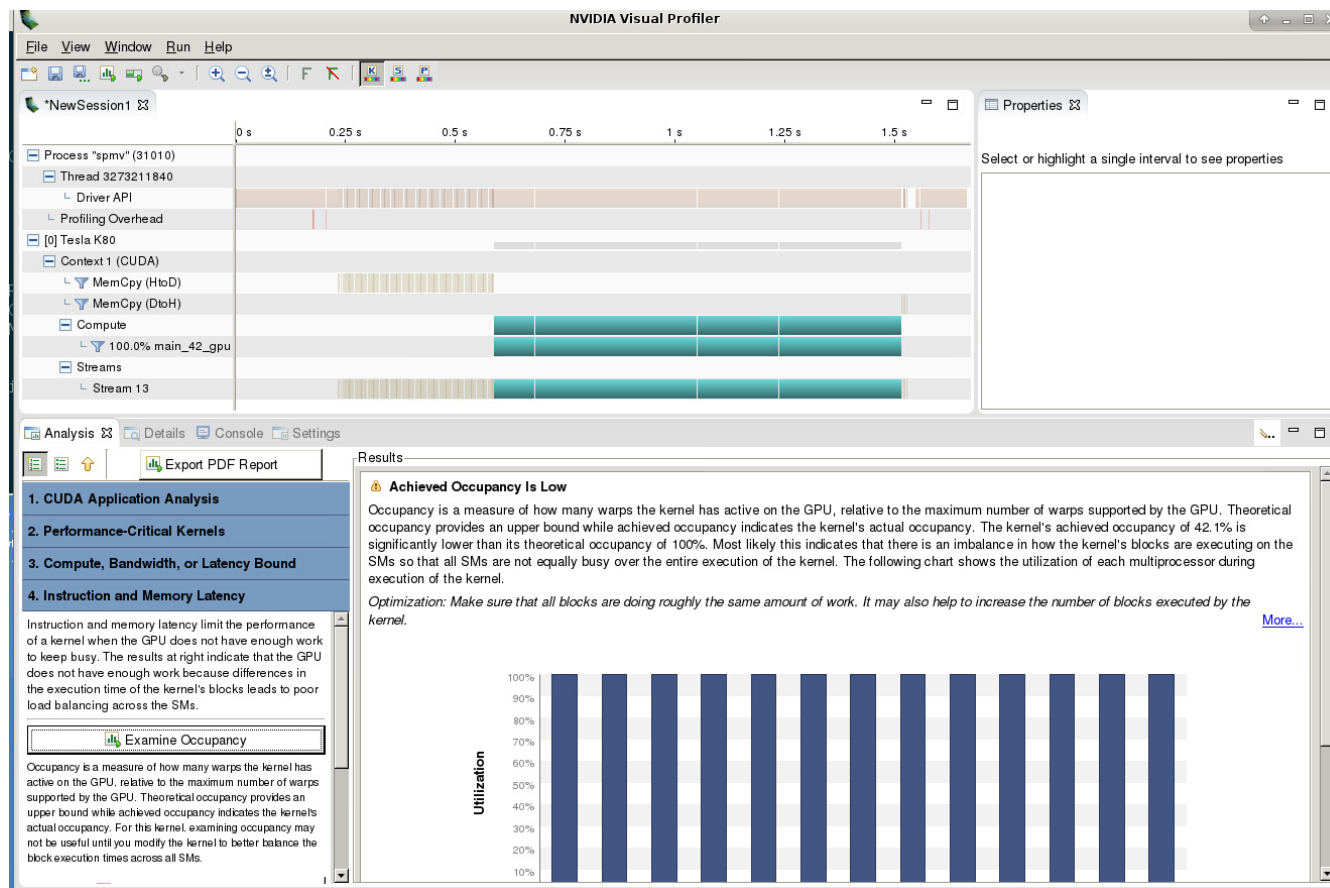 NVIDIA Visual Profiler
File View Window Run Help
*NewSession1
Properties
0 s 0.25 s 0.5 s 0.75 s 1 s 1.25 s 1.5 s
Process "spmv" (31010)
Thread 3273211840
Driver API
Profiling Overhead
[0] Tesla K80
Context 1 (CUDA)
MemCpy (HtoD)
MemCpy (DtoH)
Compute
100.0% main_42_gpu
Streams
Stream 13
Select or highlight a single interval to see properties
Analysis Details Console Settings
Export PDF Report
1. CUDA Application Analysis
2. Performance-Critical Kernels
3. Compute, Bandwidth, or Latency Bound
4. Instruction and Memory Latency
Instruction and memory latency limit the performance
of a kernel when the GPU does not have enough work
to keep busy. The results at right indicate that the GPU
does not have enough work because differences in
the execution time of the kernel's blocks leads to poor
load balancing across the SMs.
Examine Occupancy
Occupancy is a measure of how many warps the kernel has
active on the GPU, relative to the maximum number of warps
supported by the GPU. Theoretical occupancy provides an
upper bound while achieved occupancy indicates the kernel's
actual occupancy. For this kernel, examining occupancy may
not be useful until you modify the kernel to better balance the
block execution times across all SMs.
Results
Achieved Occupancy Is Low
Occupancy is a measure of how many warps the kernel has active on the GPU, relative to the maximum number of warps supported by the GPU. Theoretical
occupancy provides an upper bound while achieved occupancy indicates the kernel's actual occupancy. The kernel's achieved occupancy of 42.1% is
significantly lower than its theoretical occupancy of 100%. Most likely this indicates that there is an imbalance in how the kernel's blocks are executing on the
SMs so that all SMs are not equally busy over the entire execution of the kernel. The following chart shows the utilization of each multiprocessor during
execution of the kernel.
Optimization: Make sure that all blocks are doing roughly the same amount of work. It may also help to increase the number of blocks executed by the
kernel.
More...
Utilization
100%
90%
80%
70%
60%
50%
40%
30%
20%
10%